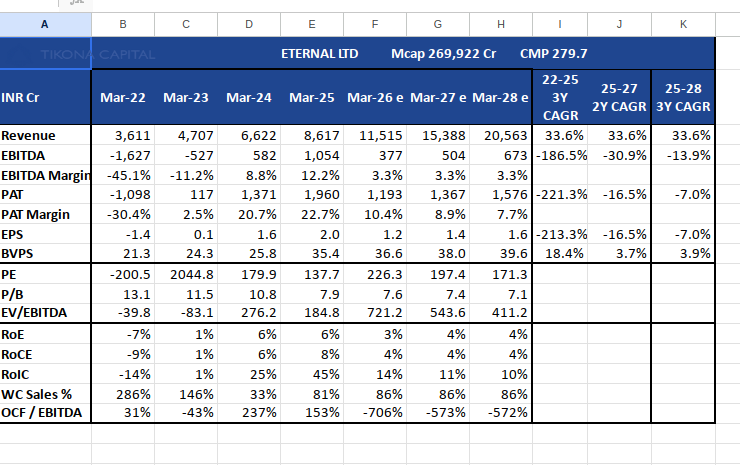 A B C D E F G H I J K
TIKONA CAPITAL ETERNAL LTD Mcap 269,922 Cr CMP 279.7
INR Cr Mar-22 Mar-23 Mar-24 Mar-25 Mar-26 e Mar-27 e Mar-28 e 22-25 3Y CAGR 25-27 2Y CAGR 25-28 3Y CAGR
Revenue 3,611 4,707 6,622 8,617 11,515 15,388 20,563 33.6% 33.6% 33.6%
EBITDA -1,627 -527 582 1,054 377 504 673 -186.5% -30.9% -13.9%
EBITDA Margin -45.1% -11.2% 8.8% 12.2% 3.3% 3.3% 3.3%
PAT -1,098 117 1,371 1,960 1,193 1,367 1,576 -221.3% -16.5% -7.0%
PAT Margin -30.4% 2.5% 20.7% 22.7% 10.4% 8.9% 7.7%
EPS -1.4 0.1 1.6 2.0 1.2 1.4 1.6 -213.3% -16.5% -7.0%
BVPS 21.3 24.3 25.8 35.4 36.6 38.0 39.6 18.4% 3.7% 3.9%
PE -200.5 2044.8 179.9 137.7 226.3 197.4 171.3
P/B 13.1 11.5 10.8 7.9 7.6 7.4 7.1
EV/EBITDA -39.8 -83.1 276.2 184.8 721.2 543.6 411.2
RoE -7% 1% 6% 6% 3% 4% 4%
RoCE -9% 1% 6% 8% 4% 4% 4%
RoIC -14% 1% 25% 45% 14% 11% 10%
WC Sales % 286% 146% 33% 81% 86% 86% 86%
OCF / EBITDA 31% -43% 237% 153% -706% -573% -572%